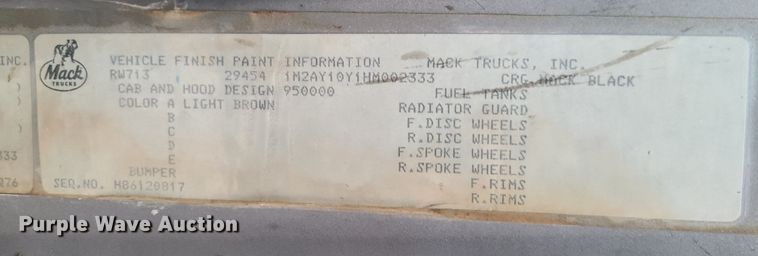 INC.
)
)
333
076
Mack
TRUCKS
VEHICLE FINISH PAINT INFORMATION MACK TRUCKS, INC.
RW713 29454 1M2AY10Y1HM002333 CRG MACK BLACK
CAB AND HOOD DESIGN 950000 FUEL TANKS
COLOR A LIGHT BROWN RADIATOR GUARD
B F.DISC WHEELS
C R.DISC WHEELS
D F.SPOKE WHEELS
E R.SPOKE WHEELS
BUMPER F.RIMS
SEQ.NO. H86120817 R.RIMS
Purple Wave Auction